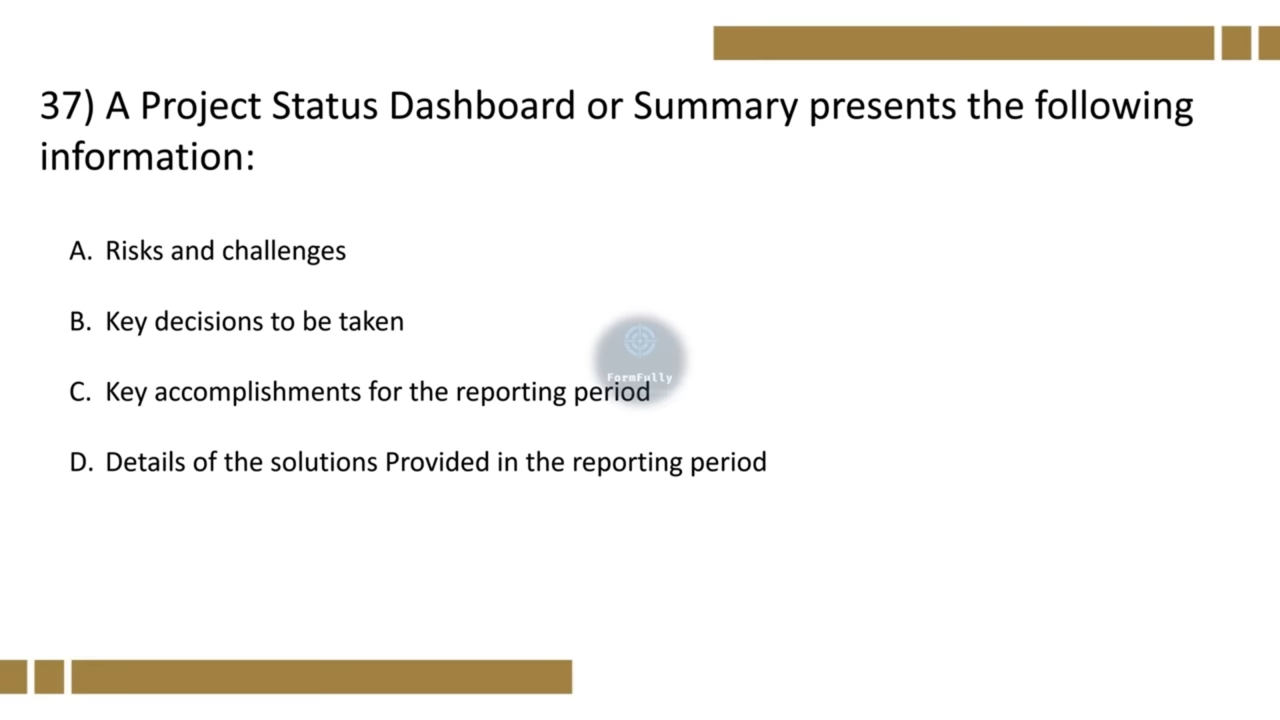 37) A Project Status Dashboard or Summary presents the following
information:
A. Risks and challenges
B. Key decisions to be taken
FormFully
C. Key accomplishments for the reporting period
D. Details of the solutions Provided in the reporting period